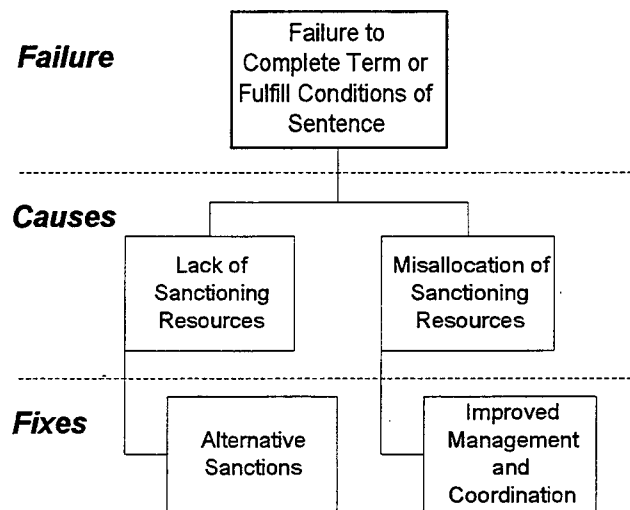 Failure
Failure to
Complete Term or
Fulfill Conditions of
Sentence
Causes
Lack of
Sanctioning
Resources
Misallocation of
Sanctioning
Resources
Fixes
Alternative
Sanctions
Improved
Management
and
Coordination